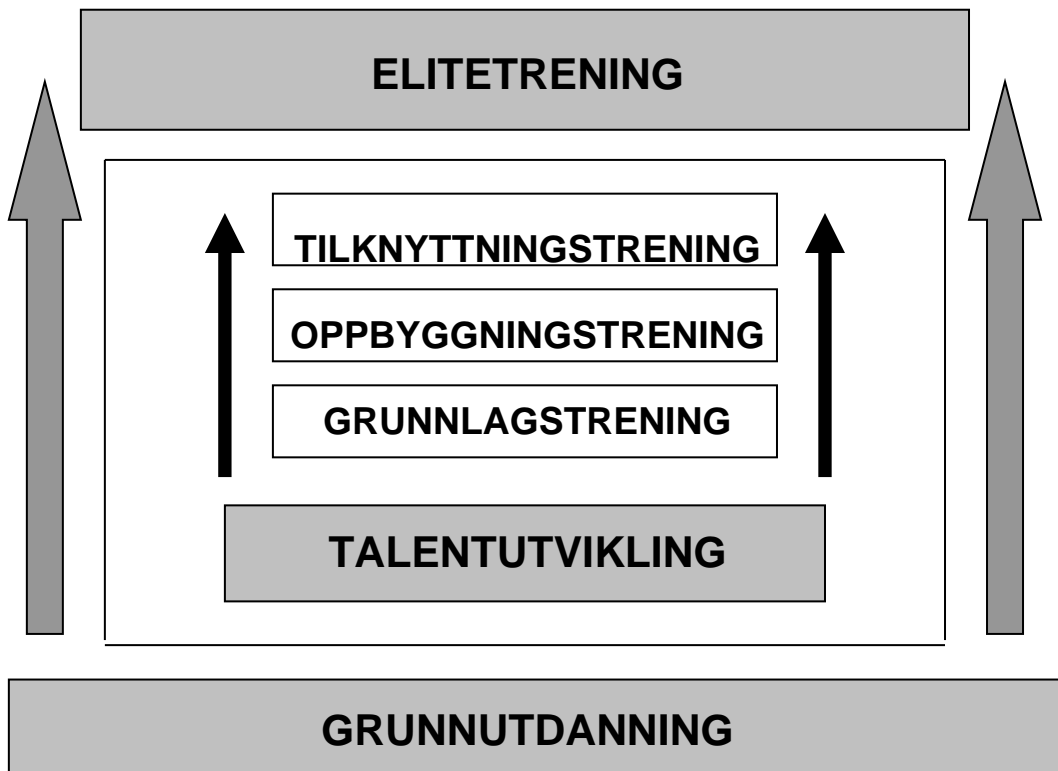 ELITETRENING
TILKNYTTNINGSTRENING
OPPBYGGNINGSTRENING
GRUNNLAGSTRENING
TALENTUTVIKLING
GRUNNUTDANNING